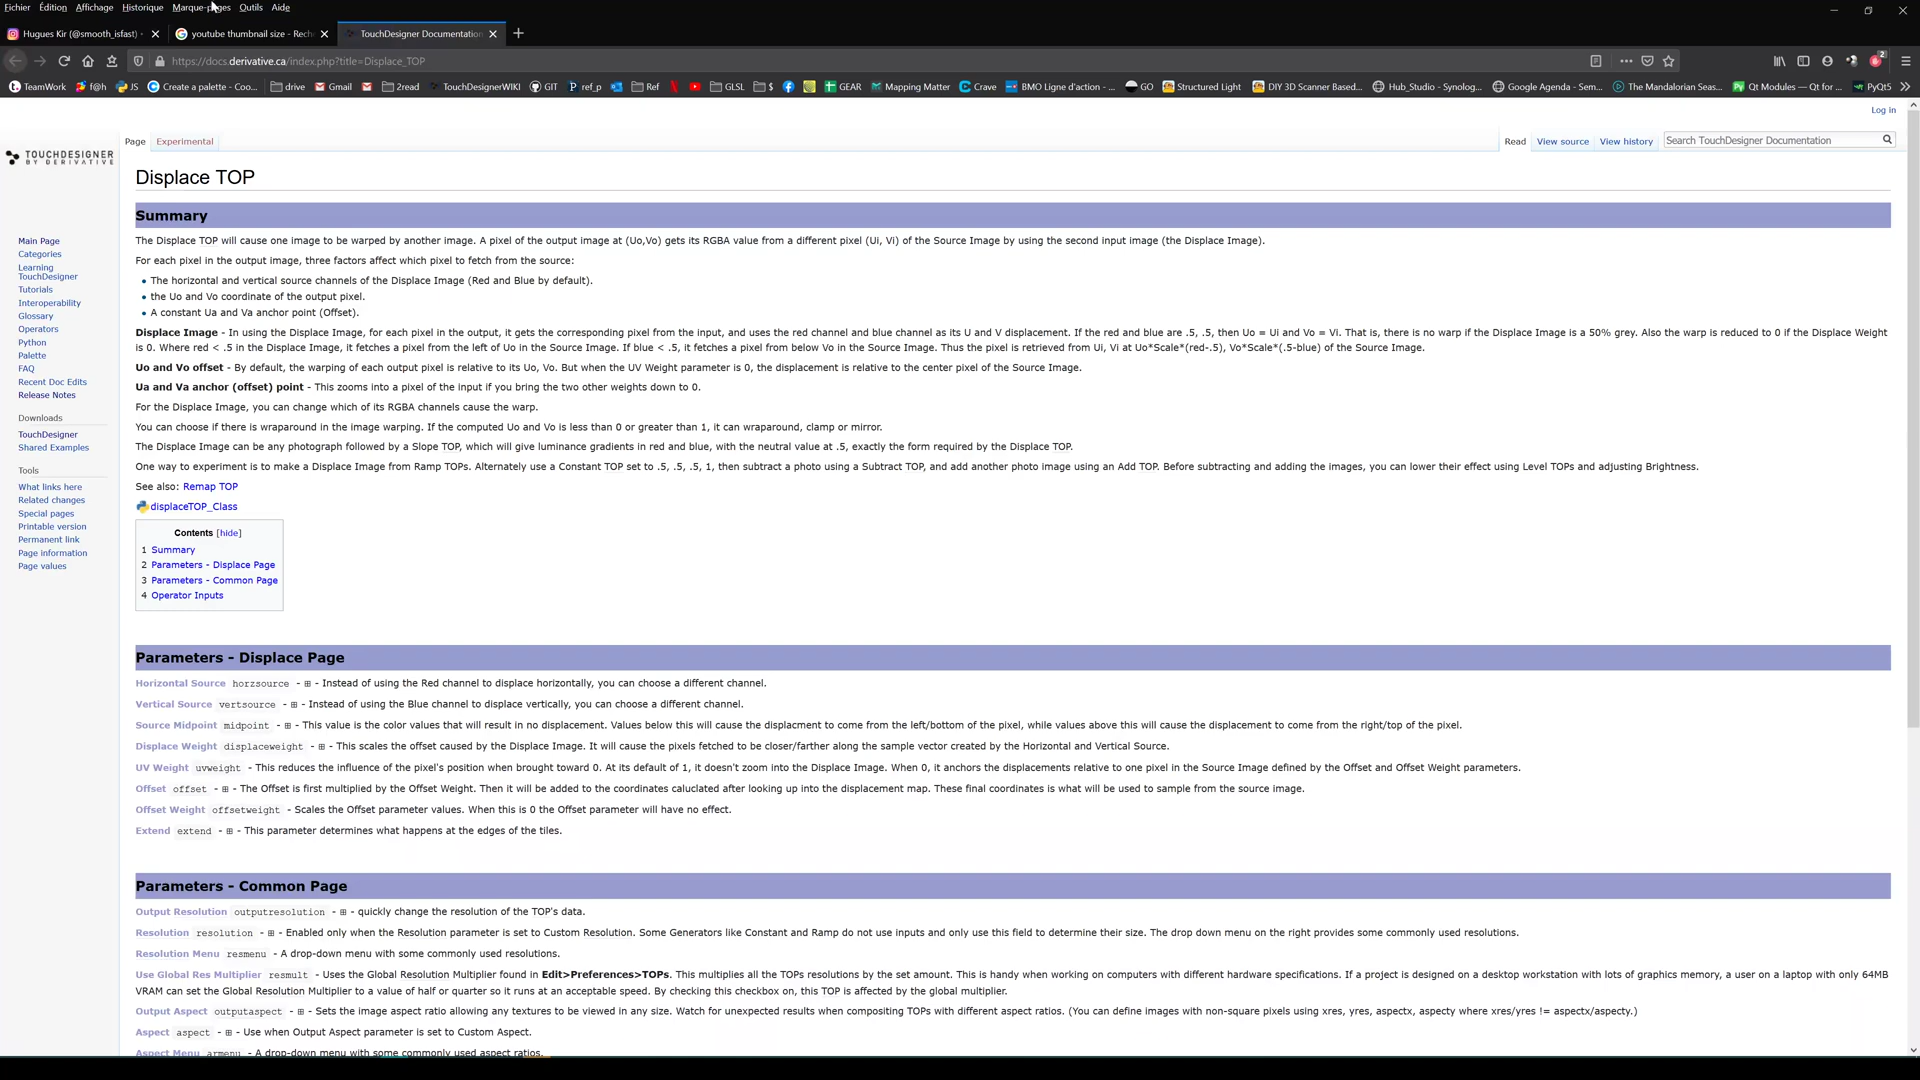 Fichier Édition Affichage Historique Marque-pages Outils Aide
Hugues Kir (@smooth_isfast) · youtube thumbnail size - Rech TouchDesigner Documentation
https://docs.derivative.ca/index.php?title=Displace_TOP
2
TeamWork f@h JS Create a palette - Coo... drive Gmail 2read TouchDesignerWIKI GIT ref_p Ref GLSL $ GEAR Mapping Matter Crave BMO Ligne d'action - ... GO Structured Light DIY 3D Scanner Based... Hub_Studio - Synolog... Google Agenda - Sem... The Mandalorian Seas... Qt Modules — Qt for ... PyQt5
Log in
Page Experimental Read View source View history Search TouchDesigner Documentation
TOUCHDESIGNER
BY DERIVATIVE
Main Page
Categories
Learning
TouchDesigner
Tutorials
Interoperability
Glossary
Operators
Python
Palette
FAQ
Recent Doc Edits
Release Notes
Downloads
TouchDesigner
Shared Examples
Tools
What links here
Related changes
Special pages
Printable version
Permanent link
Page information
Page values
Displace TOP
Summary
The Displace TOP will cause one image to be warped by another image. A pixel of the output image at (Uo,Vo) gets its RGBA value from a different pixel (Ui, Vi) of the Source Image by using the second input image (the Displace Image).
For each pixel in the output image, three factors affect which pixel to fetch from the source:
• The horizontal and vertical source channels of the Displace Image (Red and Blue by default).
• the Uo and Vo coordinate of the output pixel.
• A constant Ua and Va anchor point (Offset).
Displace Image - In using the Displace Image, for each pixel in the output, it gets the corresponding pixel from the input, and uses the red channel and blue channel as its U and V displacement. If the red and blue are .5, .5, then Uo = Ui and Vo = Vi. That is, there is no warp if the Displace Image is a 50% grey. Also the warp is reduced to 0 if the Displace Weight
is 0. Where red < .5 in the Displace Image, it fetches a pixel from the left of Uo in the Source Image. If blue < .5, it fetches a pixel from below Vo in the Source Image. Thus the pixel is retrieved from Ui, Vi at Uo*Scale*(red-.5), Vo*Scale*(.5-blue) of the Source Image.
Uo and Vo offset - By default, the warping of each output pixel is relative to its Uo, Vo. But when the UV Weight parameter is 0, the displacement is relative to the center pixel of the Source Image.
Ua and Va anchor (offset) point - This zooms into a pixel of the input if you bring the two other weights down to 0.
For the Displace Image, you can change which of its RGBA channels cause the warp.
You can choose if there is wraparound in the image warping. If the computed Uo and Vo is less than 0 or greater than 1, it can wraparound, clamp or mirror.
The Displace Image can be any photograph followed by a Slope TOP, which will give luminance gradients in red and blue, with the neutral value at .5, exactly the form required by the Displace TOP.
One way to experiment is to make a Displace Image from Ramp TOPs. Alternately use a Constant TOP set to .5, .5, .5, 1, then subtract a photo using a Subtract TOP, and add another photo image using an Add TOP. Before subtracting and adding the images, you can lower their effect using Level TOPs and adjusting Brightness.
See also: Remap TOP
displaceTOP_Class
Contents [hide]
1 Summary
2 Parameters - Displace Page
3 Parameters - Common Page
4 Operator Inputs
Parameters - Displace Page
Horizontal Source horzsource - ⊞ - Instead of using the Red channel to displace horizontally, you can choose a different channel.
Vertical Source vertsource - ⊞ - Instead of using the Blue channel to displace vertically, you can choose a different channel.
Source Midpoint midpoint - ⊞ - This value is the color values that will result in no displacement. Values below this will cause the displacment to come from the left/bottom of the pixel, while values above this will cause the displacement to come from the right/top of the pixel.
Displace Weight displaceweight - ⊞ - This scales the offset caused by the Displace Image. It will cause the pixels fetched to be closer/farther along the sample vector created by the Horizontal and Vertical Source.
UV Weight uvweight - This reduces the influence of the pixel's position when brought toward 0. At its default of 1, it doesn't zoom into the Displace Image. When 0, it anchors the displacements relative to one pixel in the Source Image defined by the Offset and Offset Weight parameters.
Offset offset - ⊞ - The Offset is first multiplied by the Offset Weight. Then it will be added to the coordinates caluclated after looking up into the displacement map. These final coordinates is what will be used to sample from the source image.
Offset Weight offsetweight - Scales the Offset parameter values. When this is 0 the Offset parameter will have no effect.
Extend extend - ⊞ - This parameter determines what happens at the edges of the tiles.
Parameters - Common Page
Output Resolution outputresolution - ⊞ - quickly change the resolution of the TOP's data.
Resolution resolution - ⊞ - Enabled only when the Resolution parameter is set to Custom Resolution. Some Generators like Constant and Ramp do not use inputs and only use this field to determine their size. The drop down menu on the right provides some commonly used resolutions.
Resolution Menu resmenu - A drop-down menu with some commonly used resolutions.
Use Global Res Multiplier resmult - Uses the Global Resolution Multiplier found in Edit>Preferences>TOPs. This multiplies all the TOPs resolutions by the set amount. This is handy when working on computers with different hardware specifications. If a project is designed on a desktop workstation with lots of graphics memory, a user on a laptop with only 64MB
VRAM can set the Global Resolution Multiplier to a value of half or quarter so it runs at an acceptable speed. By checking this checkbox on, this TOP is affected by the global multiplier.
Output Aspect outputaspect - ⊞ - Sets the image aspect ratio allowing any textures to be viewed in any size. Watch for unexpected results when compositing TOPs with different aspect ratios. (You can define images with non-square pixels using xres, yres, aspectx, aspecty where xres/yres != aspectx/aspecty.)
Aspect aspect - ⊞ - Use when Output Aspect parameter is set to Custom Aspect.
Aspect Menu armenu - A drop-down menu with some commonly used aspect ratios.